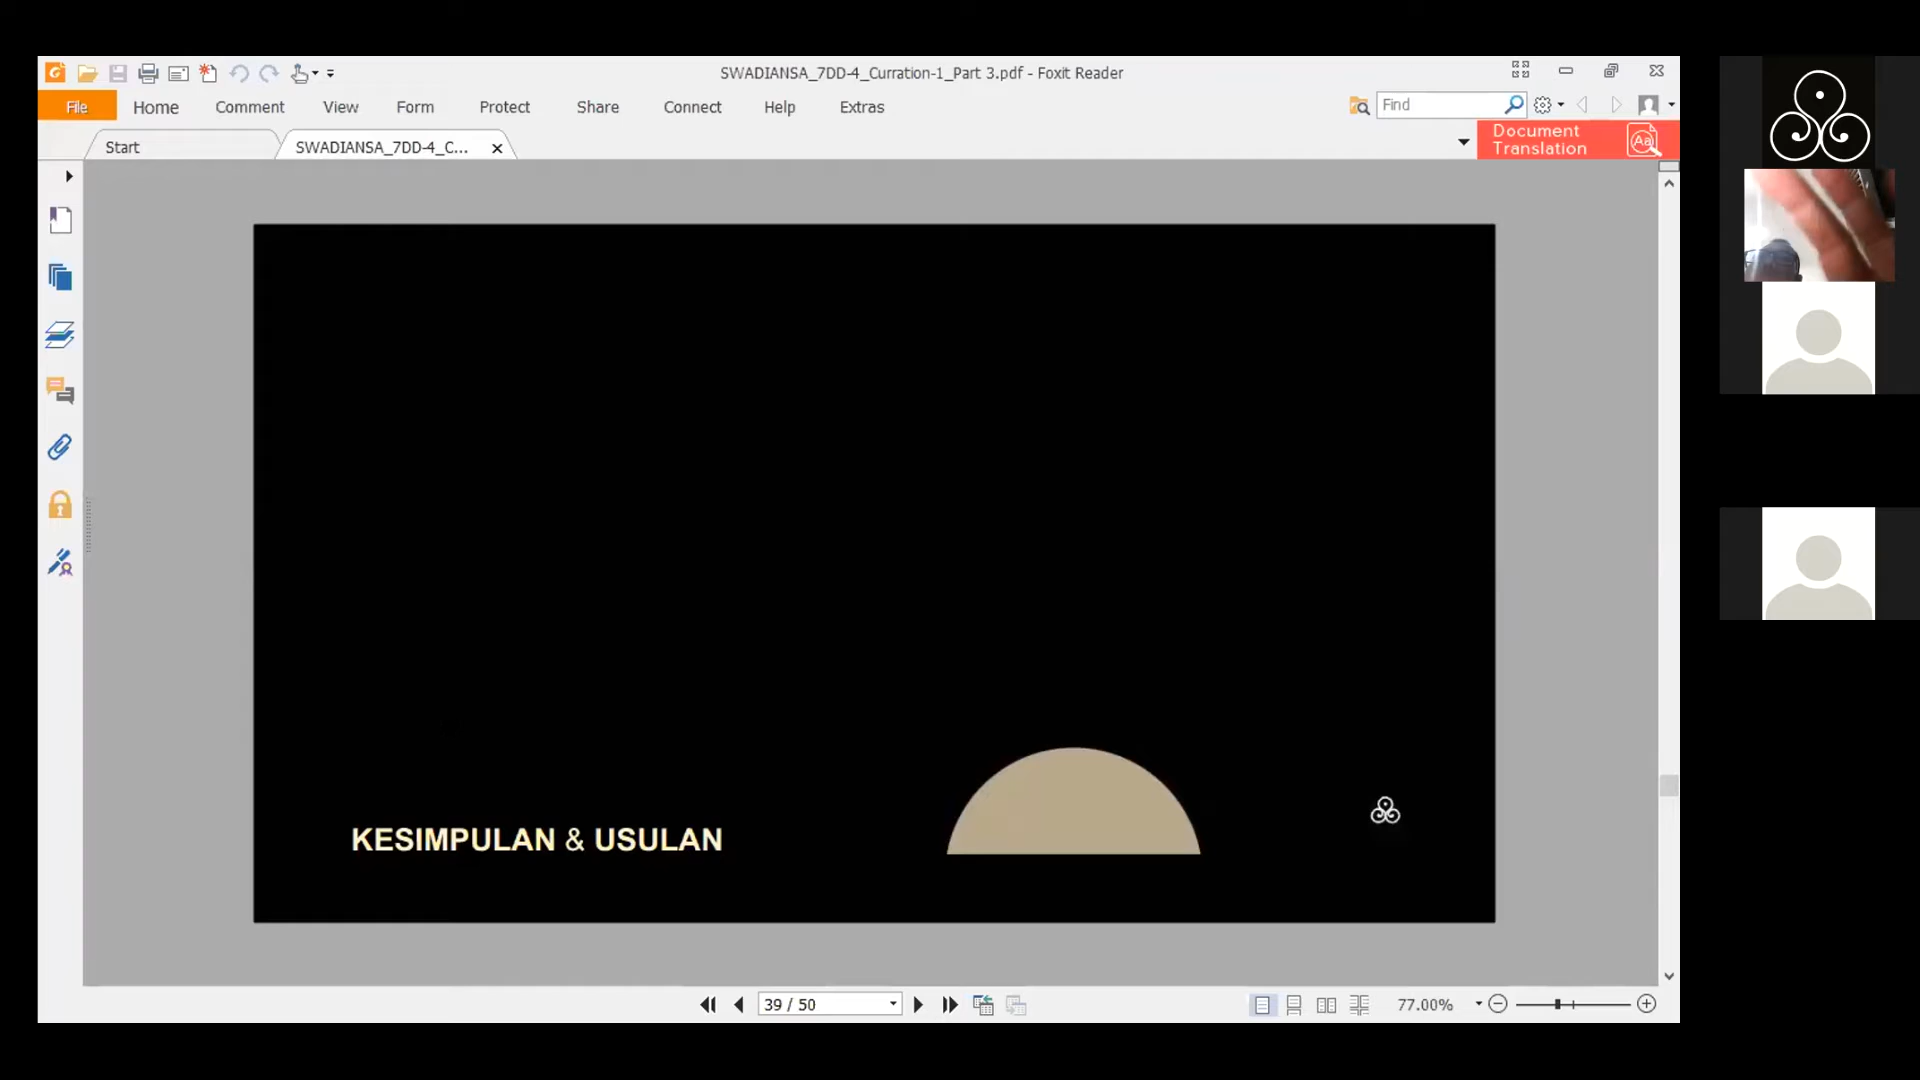 SWADIANSA_7DD-4_Curration-1_Part 3.pdf - Foxit Reader
File Home Comment View Form Protect Share Connect Help Extras Find
Start SWADIANSA_7DD-4_C...
Document
Translation
KESIMPULAN & USULAN
39 / 50 77.00%